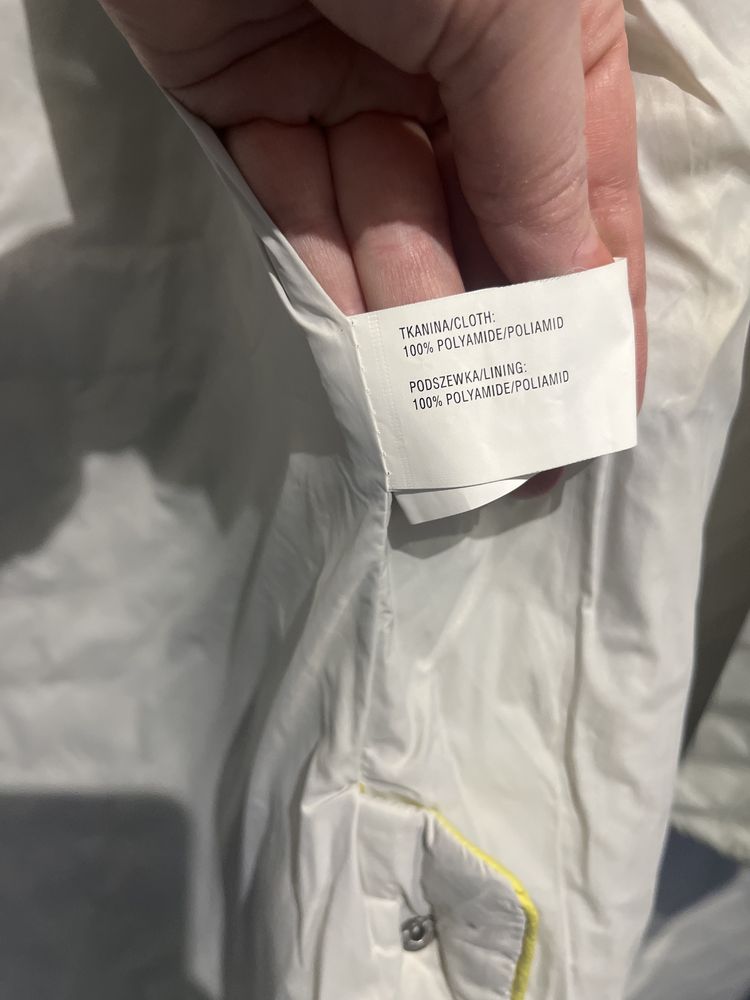 TKANINA/CLOTH:
100% POLYAMIDE/POLIAMID
PODSZEWKA/LINING:
100% POLYAMIDE/POLIAMID